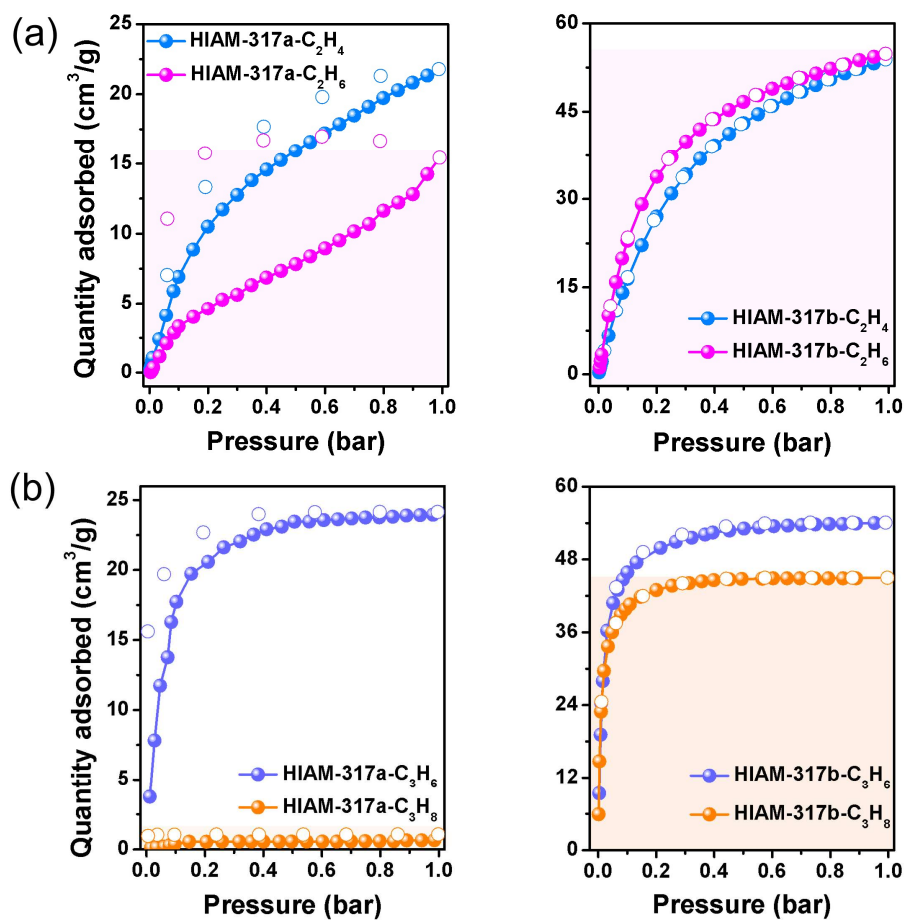 (a)
Quantity adsorbed (cm³/g)
25
20
15
10
5
0
HIAM-317a-C₂H₄
HIAM-317a-C₂H₆
0.0 0.2 0.4 0.6 0.8 1.0
Pressure (bar)
60
45
30
15
0
HIAM-317b-C₂H₄
HIAM-317b-C₂H₆
0.0 0.2 0.4 0.6 0.8 1.0
Pressure (bar)
(b)
Quantity adsorbed (cm³/g)
25
20
15
10
5
0
HIAM-317a-C₃H₆
HIAM-317a-C₃H₈
0.0 0.2 0.4 0.6 0.8 1.0
Pressure (bar)
60
48
36
24
12
0
HIAM-317b-C₃H₆
HIAM-317b-C₃H₈
0.0 0.2 0.4 0.6 0.8 1.0
Pressure (bar)